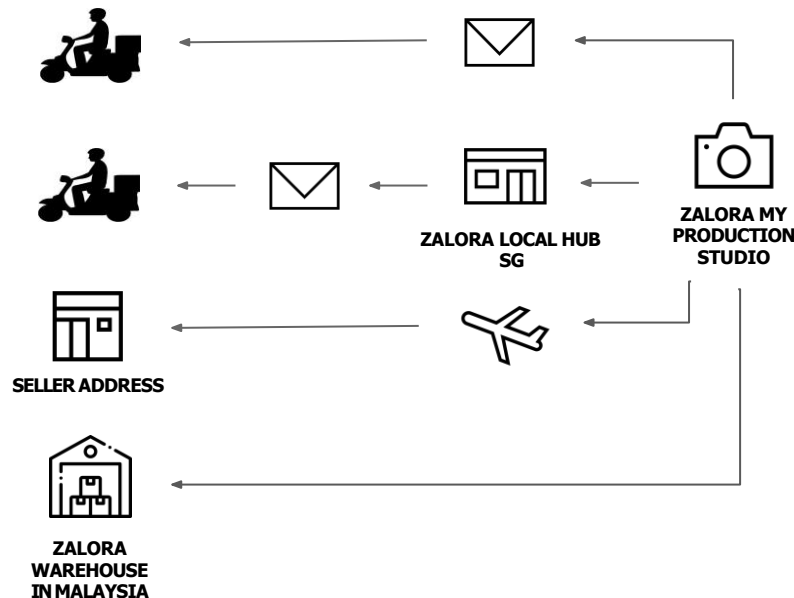 ZALORA MY
PRODUCTION
STUDIO
ZALORA LOCAL HUB
SG
SELLER ADDRESS
ZALORA
WAREHOUSE
IN MALAYSIA